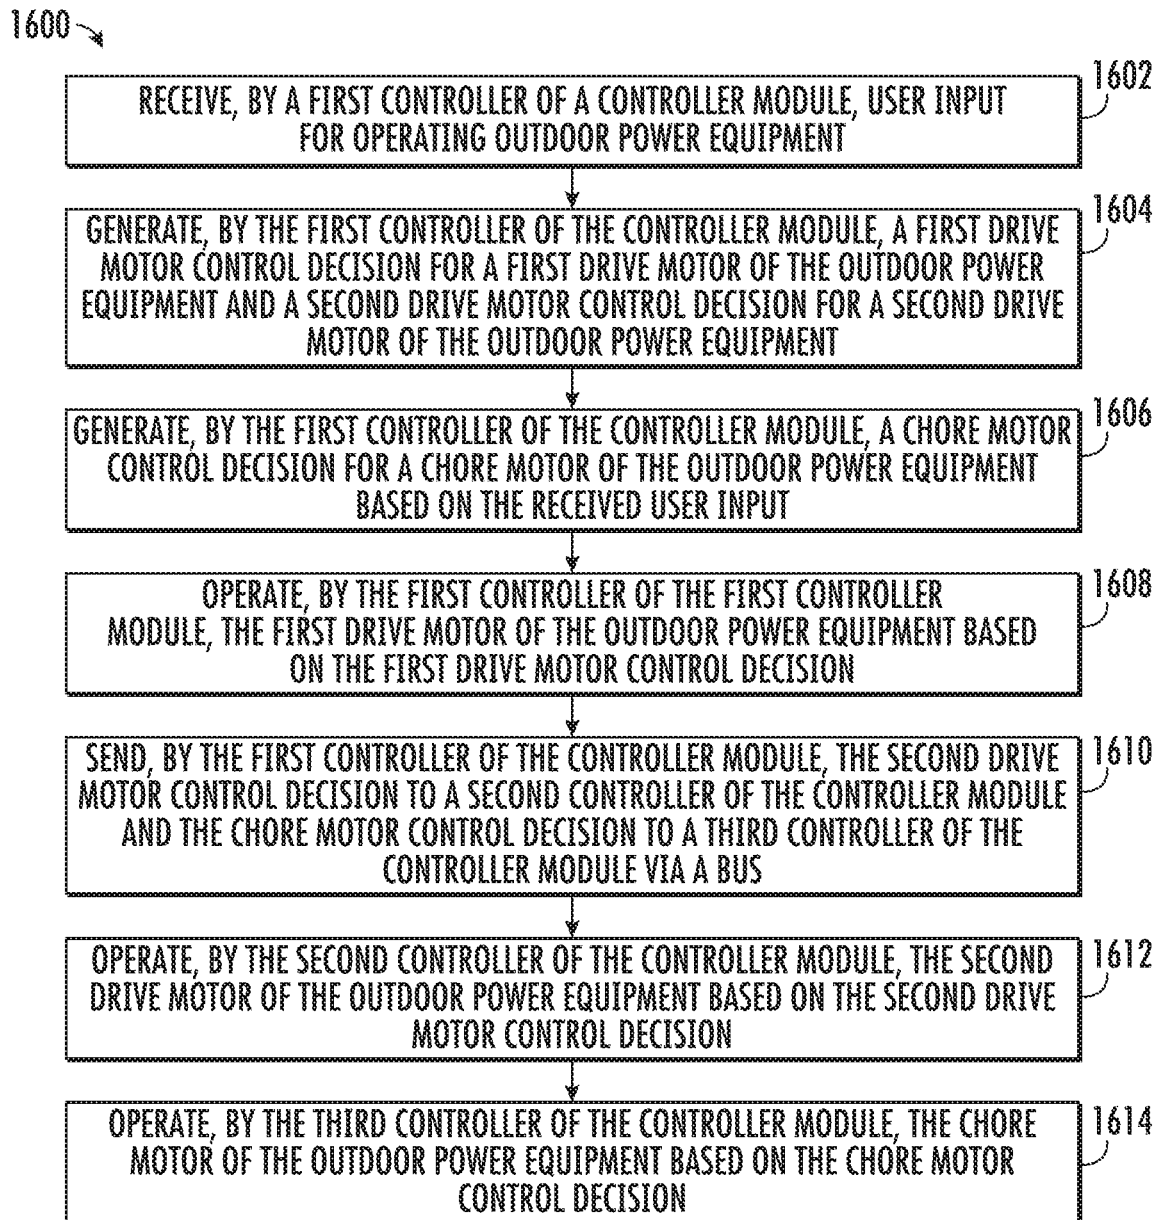 1600
1602
RECEIVE, BY A FIRST CONTROLLER OF A CONTROLLER MODULE, USER INPUT
FOR OPERATING OUTDOOR POWER EQUIPMENT
1604
GENERATE, BY THE FIRST CONTROLLER OF THE CONTROLLER MODULE, A FIRST DRIVE
MOTOR CONTROL DECISION FOR A FIRST DRIVE MOTOR OF THE OUTDOOR POWER
EQUIPMENT AND A SECOND DRIVE MOTOR CONTROL DECISION FOR A SECOND DRIVE
MOTOR OF THE OUTDOOR POWER EQUIPMENT
1606
GENERATE, BY THE FIRST CONTROLLER OF THE CONTROLLER MODULE, A CHORE MOTOR
CONTROL DECISION FOR A CHORE MOTOR OF THE OUTDOOR POWER EQUIPMENT
BASED ON THE RECEIVED USER INPUT
1608
OPERATE, BY THE FIRST CONTROLLER OF THE FIRST CONTROLLER
MODULE, THE FIRST DRIVE MOTOR OF THE OUTDOOR POWER EQUIPMENT BASED
ON THE FIRST DRIVE MOTOR CONTROL DECISION
1610
SEND, BY THE FIRST CONTROLLER OF THE CONTROLLER MODULE, THE SECOND DRIVE
MOTOR CONTROL DECISION TO A SECOND CONTROLLER OF THE CONTROLLER MODULE
AND THE CHORE MOTOR CONTROL DECISION TO A THIRD CONTROLLER OF THE
CONTROLLER MODULE VIA A BUS
1612
OPERATE, BY THE SECOND CONTROLLER OF THE CONTROLLER MODULE, THE SECOND
DRIVE MOTOR OF THE OUTDOOR POWER EQUIPMENT BASED ON THE SECOND DRIVE
MOTOR CONTROL DECISION
1614
OPERATE, BY THE THIRD CONTROLLER OF THE CONTROLLER MODULE, THE CHORE
MOTOR OF THE OUTDOOR POWER EQUIPMENT BASED ON THE CHORE MOTOR
CONTROL DECISION